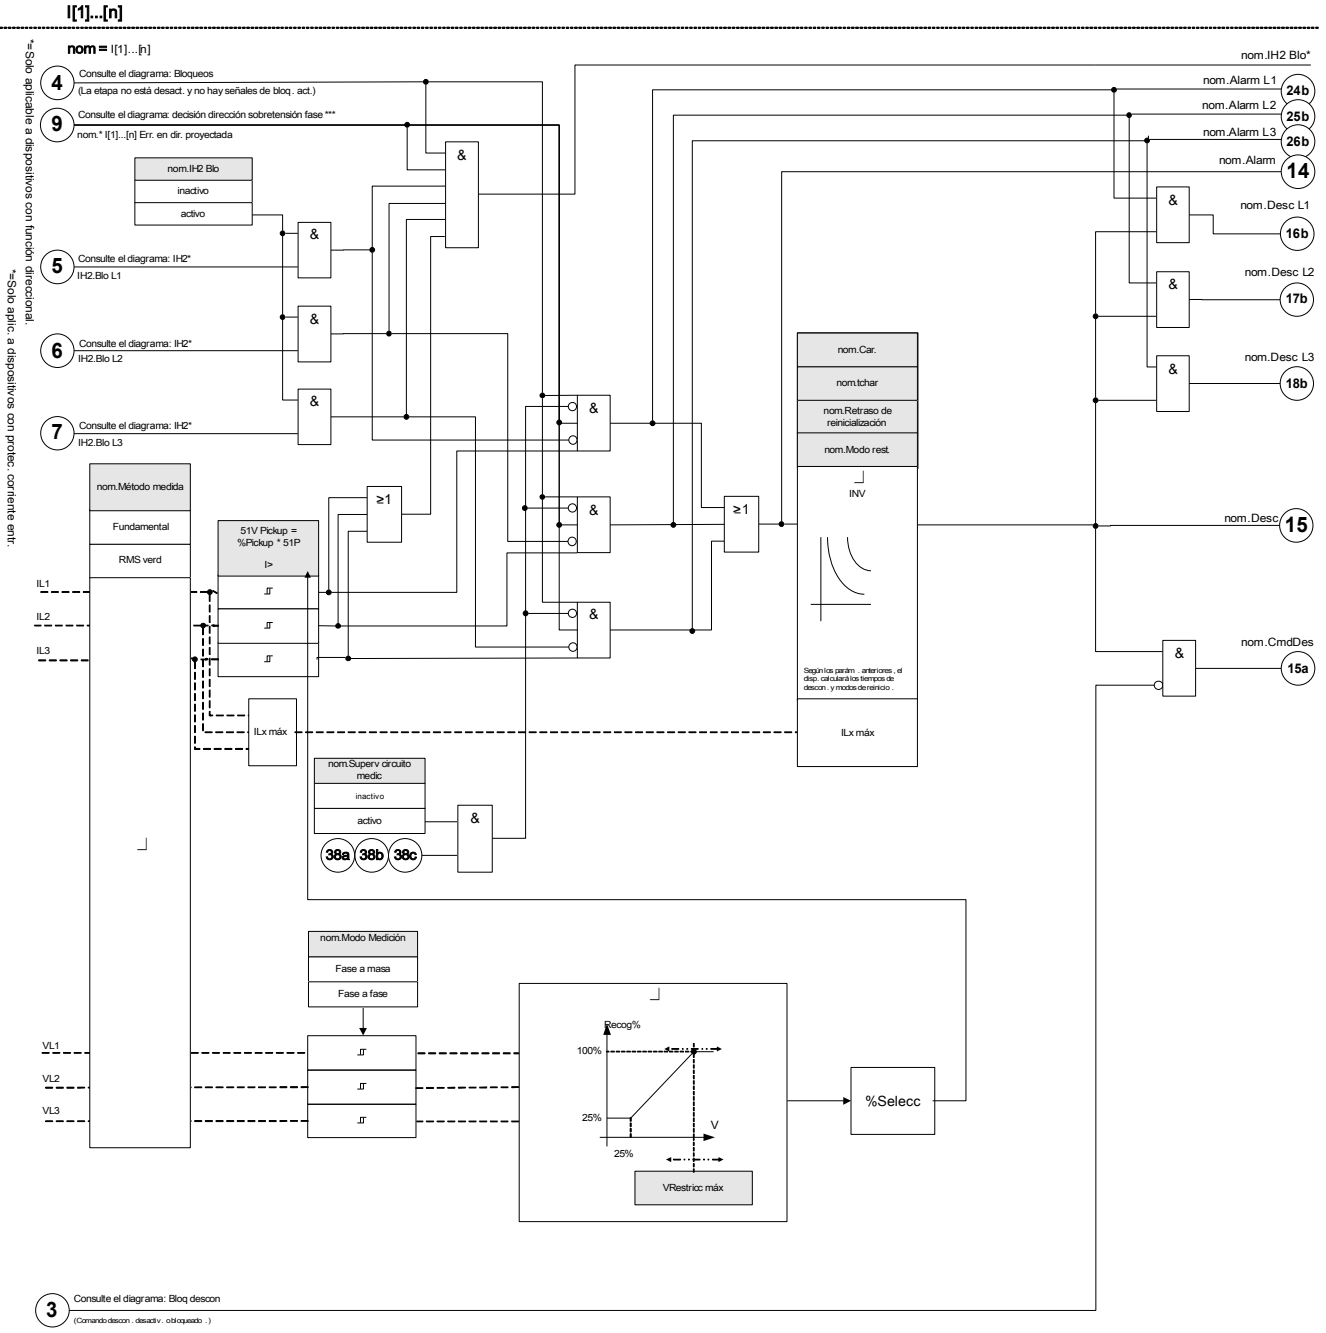 I[1]...[n]
nom = I[1]...[n]
*=Solo aplicable a dispositivos con función direccional.
*=Solo aplic. a dispositivos con protec. corriente entr.
4
Consulte el diagrama: Bloqueos
(La etapa no está desact. y no hay señales de bloq. act.)
9
Consulte el diagrama: decisión dirección sobretensión fase ***
nom.* I[1]...[n] Err. en dir. proyectada
nom.IH2 Blo
inactivo
activo
&
&
5
Consulte el diagrama: IH2*
IH2.Blo L1
&
6
Consulte el diagrama: IH2*
IH2.Blo L2
&
7
Consulte el diagrama: IH2*
IH2.Blo L3
nom.IH2 Blo*
nom.Alarm L1
24b
nom.Alarm L2
25b
nom.Alarm L3
26b
nom.Alarm
14
&
nom.Desc L1
16b
&
nom.Desc L2
17b
&
nom.Desc L3
18b
nom.Método medida
Fundamental
RMS verd
51V Pickup =
%Pickup * 51P
I>
≥1
&
&
&
≥1
nom.Car.
nom.tchar
nom.Retraso de
reinicialización
nom.Modo rest.
INV
Según los parám. anteriores, el
disp. calculará los tiempos de
descon. y modos de reinicio.
ILx máx
nom.Desc
15
&
nom.CmdDes
15a
IL1
IL2
IL3
ILx máx
nom.Superv circuito
medic
inactivo
activo
&
38a
38b
38c
nom.Modo Medición
Fase a masa
Fase a fase
VL1
VL2
VL3
Recog%
100%
25%
V
25%
VRestricc máx
%Selecc
3
Consulte el diagrama: Bloq descon
(Comando descon. desactiv. o bloqueado.)